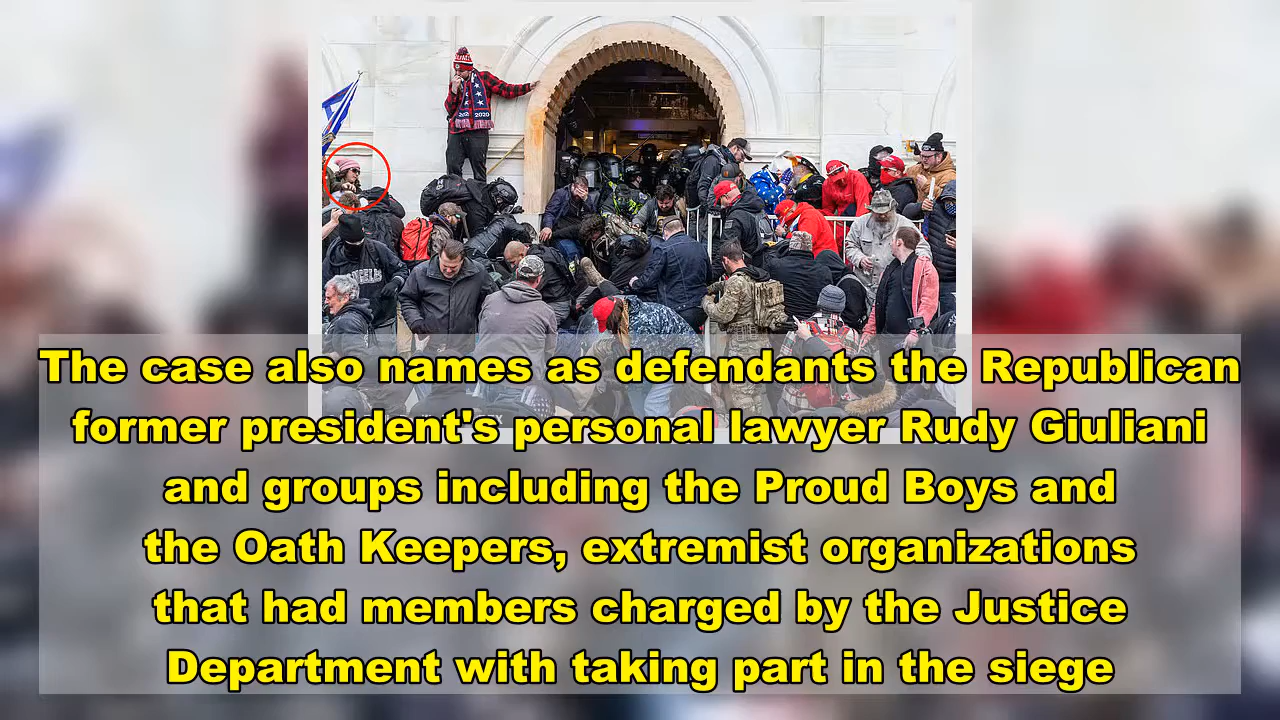 2020
ANGELS
The case also names as defendants the Republican
former president's personal lawyer Rudy Giuliani
and groups including the Proud Boys and
the Oath Keepers, extremist organizations
that had members charged by the Justice
Department with taking part in the siege